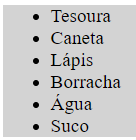 • Tesoura
• Caneta
• Lápis
• Borracha
• Água
• Suco